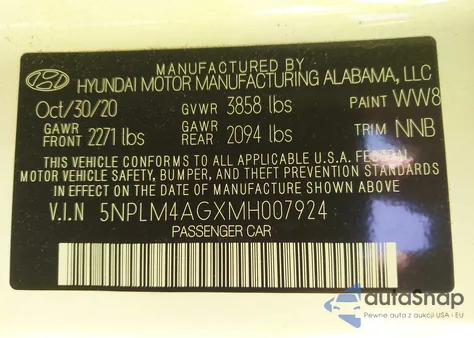 MANUFACTURED BY
HYUNDAI MOTOR MANUFACTURING ALABAMA, LLC
Oct/30/20 GVWR 3858 lbs PAINT WW8
GAWR FRONT 2271 lbs GAWR REAR 2094 lbs TRIM NNB
THIS VEHICLE CONFORMS TO ALL APPLICABLE U.S.A. FEDERAL
MOTOR VEHICLE SAFETY, BUMPER, AND THEFT PREVENTION STANDARDS
IN EFFECT ON THE DATE OF MANUFACTURE SHOWN ABOVE.
V.I.N 5NPLM4AGXMH007924
PASSENGER CAR
autaSnap
Pewne auta z aukcji USA i EU